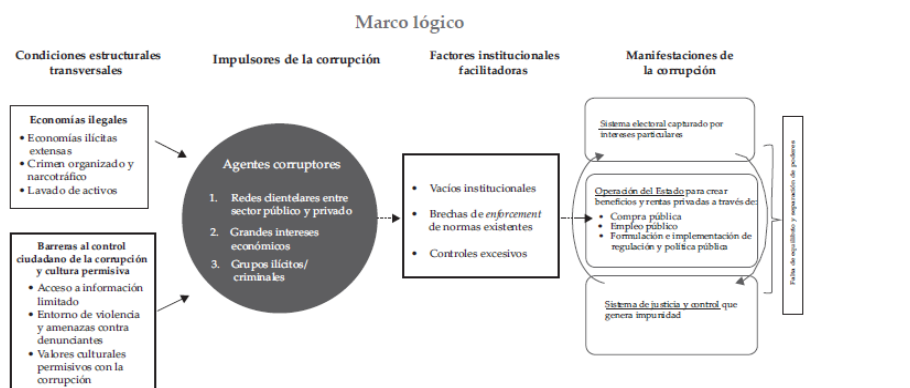 Marco lógico
Condiciones estructurales
transversales
Impulsores de la corrupción
Factores institucionales
facilitadoras
Manifestaciones de
la corrupción
Economías ilegales
• Economías ilícitas
extensas
• Crimen organizado y
narcotráfico
• Lavado de activos
Barreras al control
ciudadano de la corrupción
y cultura permisiva
• Acceso a información
limitado
• Entorno de violencia
y amenazas contra
denunciantes
• Valores culturales
permisivos con la
corrupción
Agentes corruptores
1. Redes clientelares entre
sector público y privado
2. Grandes intereses
económicos
3. Grupos ilícitos/
criminales
• Vacíos institucionales
• Brechas de enforcement
de normas existentes
• Controles excesivos
Sistema electoral capturado por
intereses particulares
Operación del Estado para crear
beneficios y rentas privadas a través de:
• Compra pública
• Empleo público
• Formulación e implementación de
regulación y política pública
Sistema de justicia y control que
genera impunidad
Falsa de equilibrio y separación de poderes